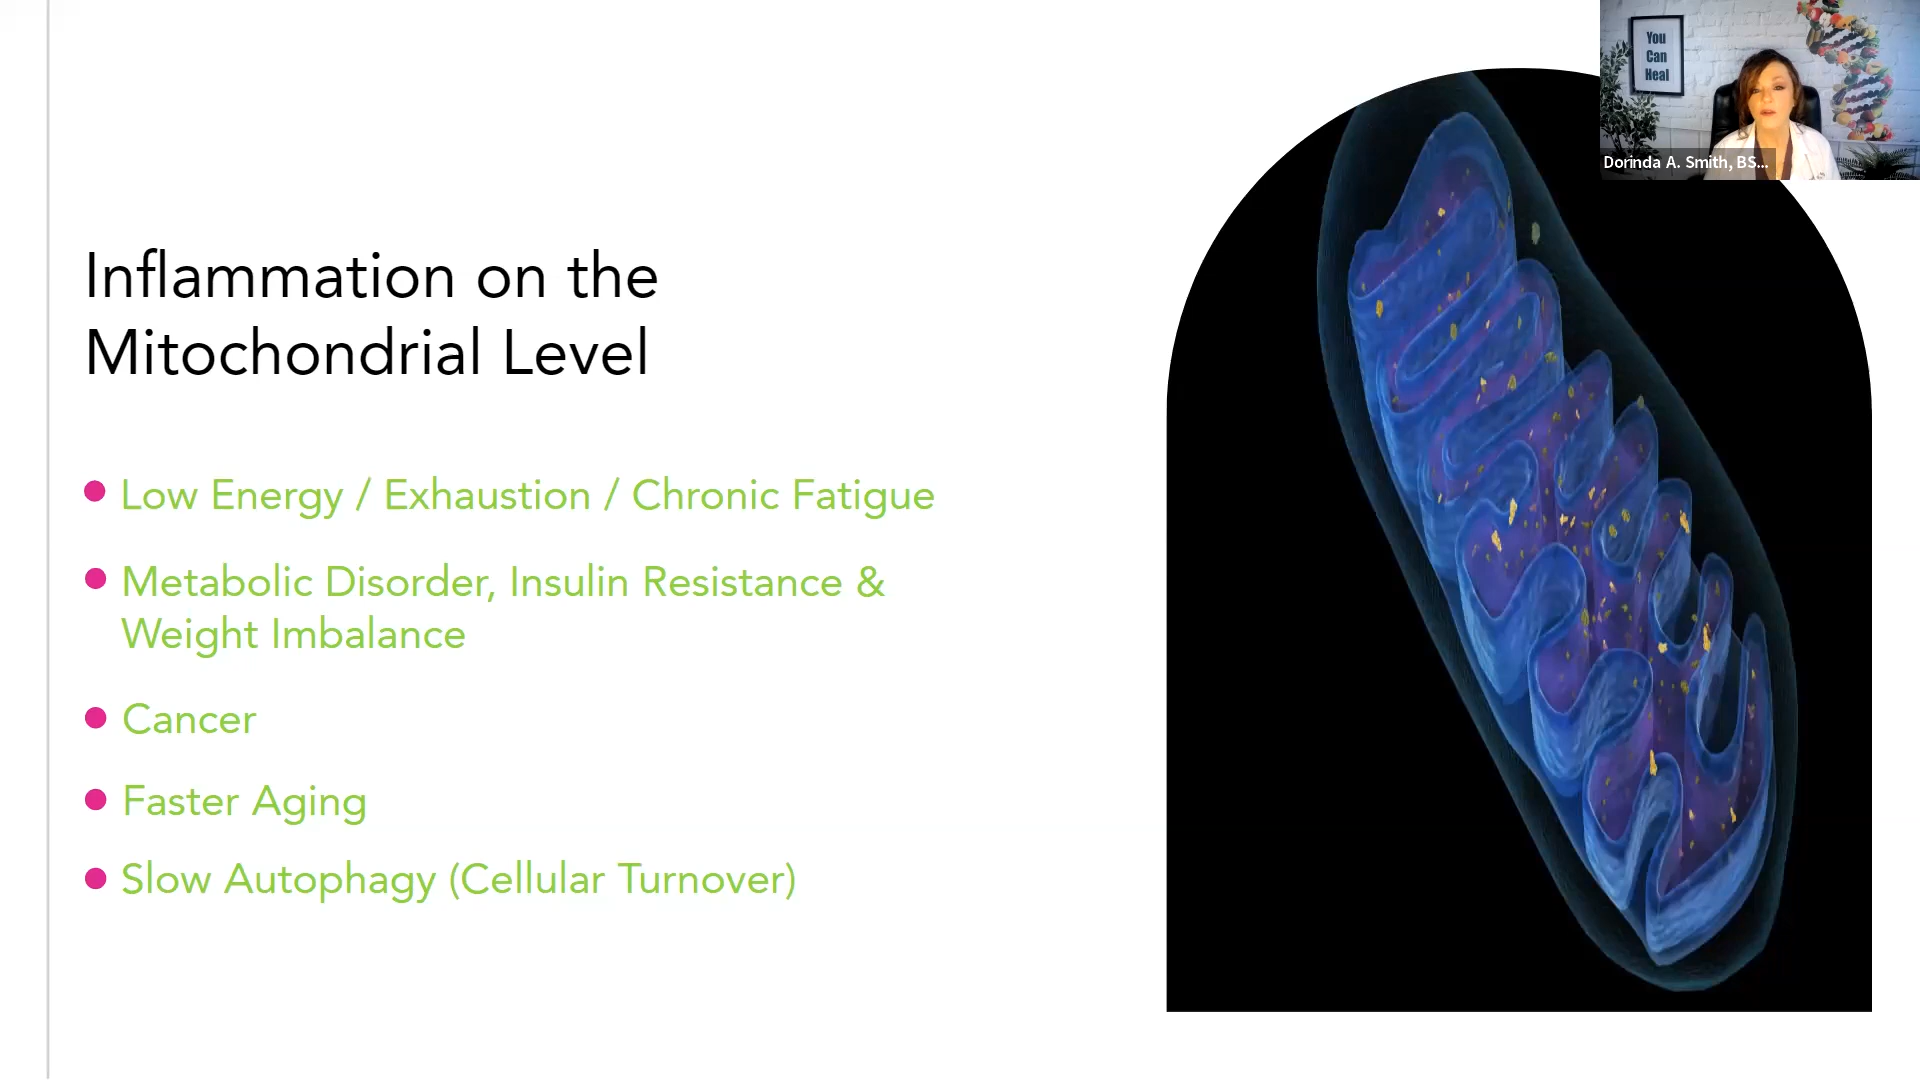 You
Can
Heal
Dorinda A. Smith, BS...
Inflammation on the
Mitochondrial Level
Low Energy / Exhaustion / Chronic Fatigue
Metabolic Disorder, Insulin Resistance &
Weight Imbalance
Cancer
Faster Aging
Slow Autophagy (Cellular Turnover)